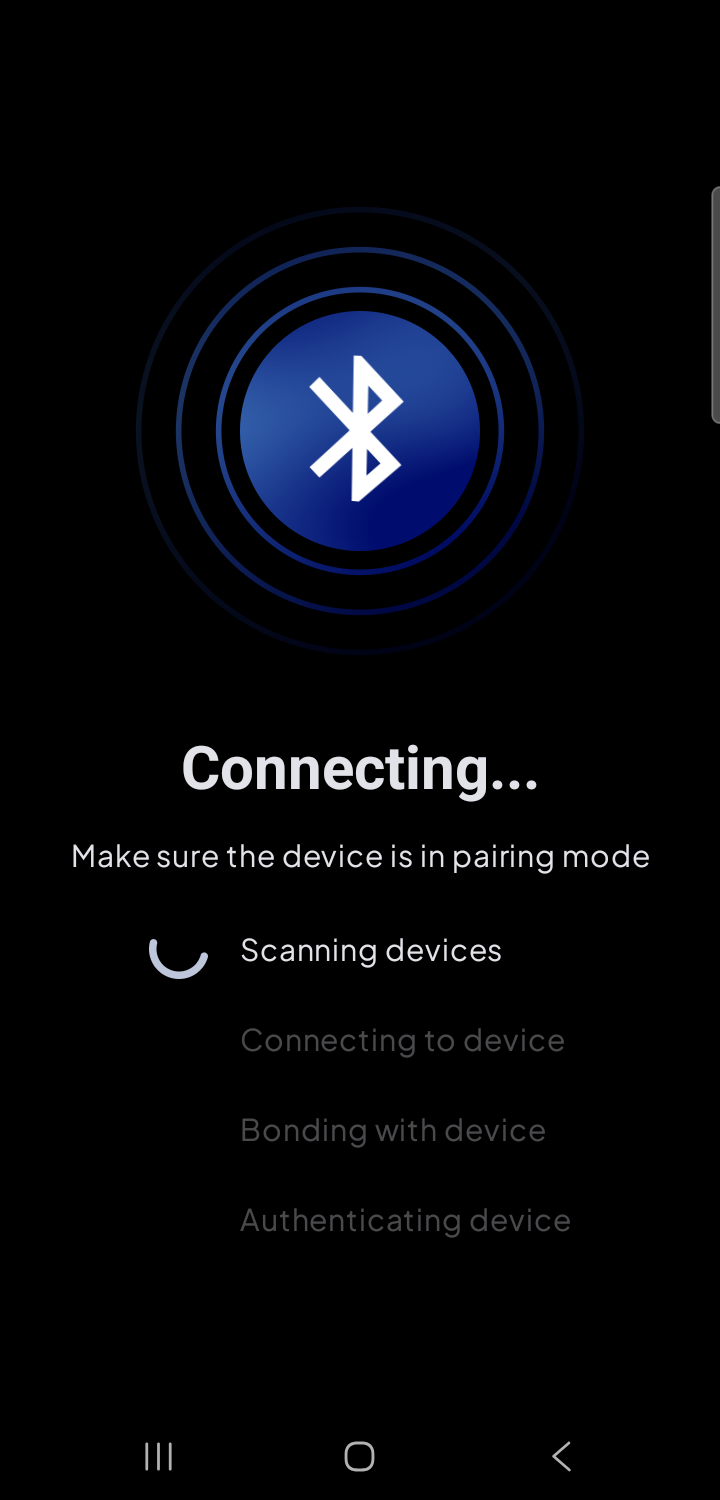 Connecting...
Make sure the device is in pairing mode
Scanning devices
Connecting to device
Bonding with device
Authenticating device